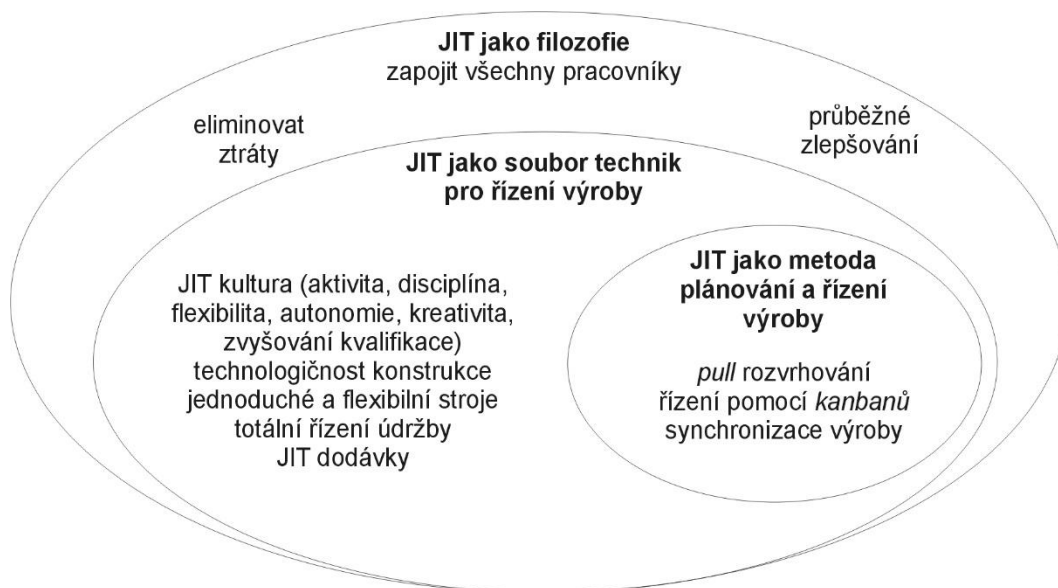 JIT jako filozofie
zapojit všechny pracovníky
eliminovat
ztráty
průběžné
zlepšování
JIT jako soubor technik
pro řízení výroby
JIT kultura (aktivita, disciplína,
flexibilita, autonomie, kreativita,
zvyšování kvalifikace)
technologičnost konstrukce
jednoduché a flexibilní stroje
totální řízení údržby
JIT dodávky
JIT jako metoda
plánování a řízení
výroby
pull rozvrhování
řízení pomocí kanbanů
synchronizace výroby